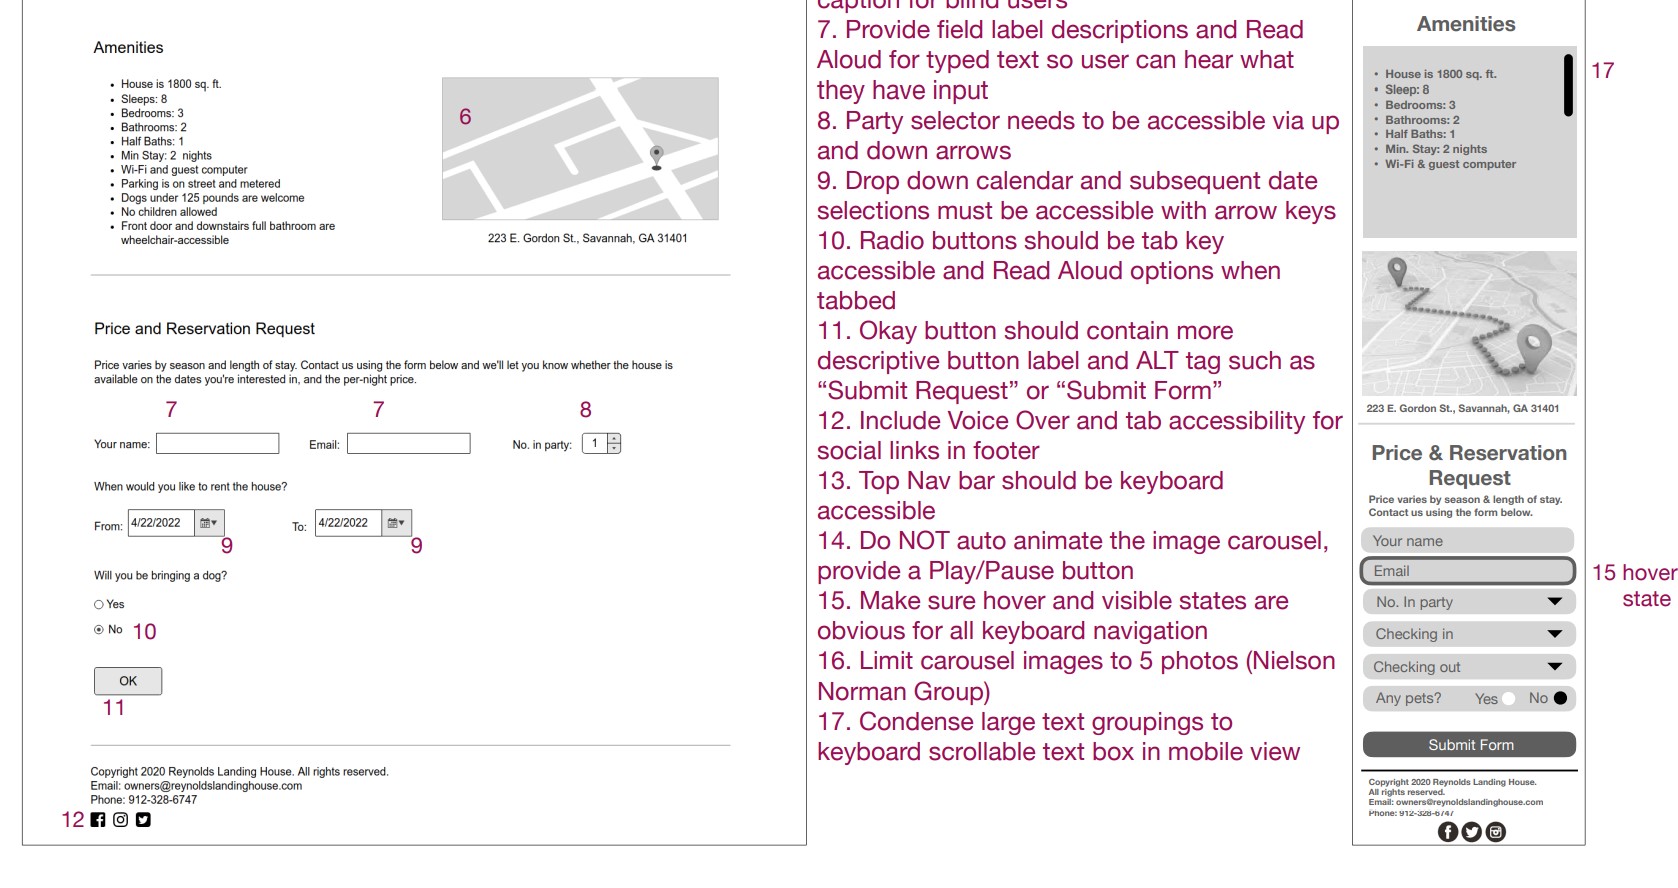 Amenities
• House is 1800 sq. ft.
• Sleeps: 8
• Bedrooms: 3
• Bathrooms: 2
• Half Baths: 1
• Min Stay: 2 nights
• Wi-Fi and guest computer
• Parking is on street and metered
• Dogs under 125 pounds are welcome
• No children allowed
• Front door and downstairs full bathroom are
wheelchair-accessible
6
223 E. Gordon St., Savannah, GA 31401
Price and Reservation Request
Price varies by season and length of stay. Contact us using the form below and we'll let you know whether the house is
available on the dates you're interested in, and the per-night price.
7 7 8
Your name: Email: No. in party: 1
When would you like to rent the house?
From: 4/22/2022 To: 4/22/2022
9 9
Will you be bringing a dog?
Yes
No 10
OK
11
Copyright 2020 Reynolds Landing House. All rights reserved.
Email: owners@reynoldslandinghouse.com
Phone: 912-328-6747
12
caption for blind users
7. Provide field label descriptions and Read
Aloud for typed text so user can hear what
they have input
8. Party selector needs to be accessible via up
and down arrows
9. Drop down calendar and subsequent date
selections must be accessible with arrow keys
10. Radio buttons should be tab key
accessible and Read Aloud options when
tabbed
11. Okay button should contain more
descriptive button label and ALT tag such as
“Submit Request” or “Submit Form”
12. Include Voice Over and tab accessibility for
social links in footer
13. Top Nav bar should be keyboard
accessible
14. Do NOT auto animate the image carousel,
provide a Play/Pause button
15. Make sure hover and visible states are
obvious for all keyboard navigation
16. Limit carousel images to 5 photos (Nielson
Norman Group)
17. Condense large text groupings to
keyboard scrollable text box in mobile view
Amenities
17
• House is 1800 sq. ft.
• Sleep: 8
• Bedrooms: 3
• Bathrooms: 2
• Half Baths: 1
• Min. Stay: 2 nights
• Wi-Fi & guest computer
223 E. Gordon St., Savannah, GA 31401
Price & Reservation
Request
Price varies by season & length of stay.
Contact us using the form below.
Your name
Email
15 hover
state
No. In party
Checking in
Checking out
Any pets? Yes No
Submit Form
Copyright 2020 Reynolds Landing House.
All rights reserved.
Email: owners@reynoldslandinghouse.com
Phone: 912-328-6747